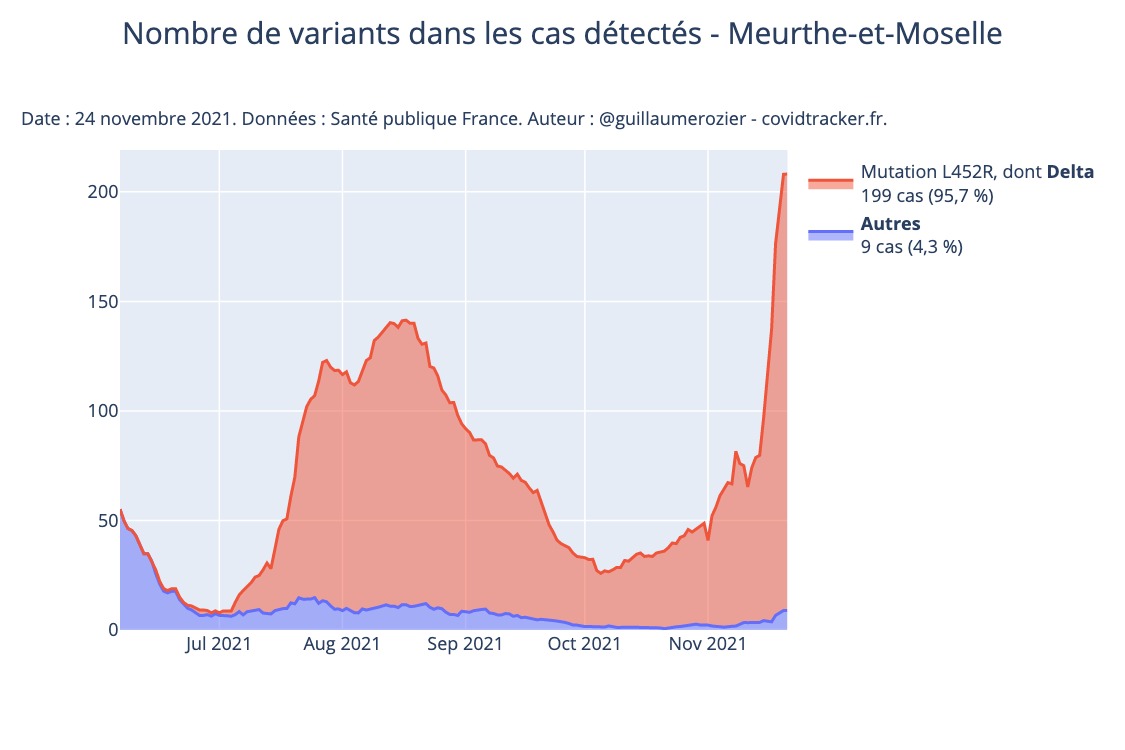 Nombre de variants dans les cas détectés - Meurthe-et-Moselle
Date : 24 novembre 2021. Données : Santé publique France. Auteur : @guillaumerozier - covidtracker.fr.
Mutation L452R, dont Delta
199 cas (95,7 %)
Autres
9 cas (4,3 %)
200
150
100
50
0
Jul 2021
Aug 2021
Sep 2021
Oct 2021
Nov 2021